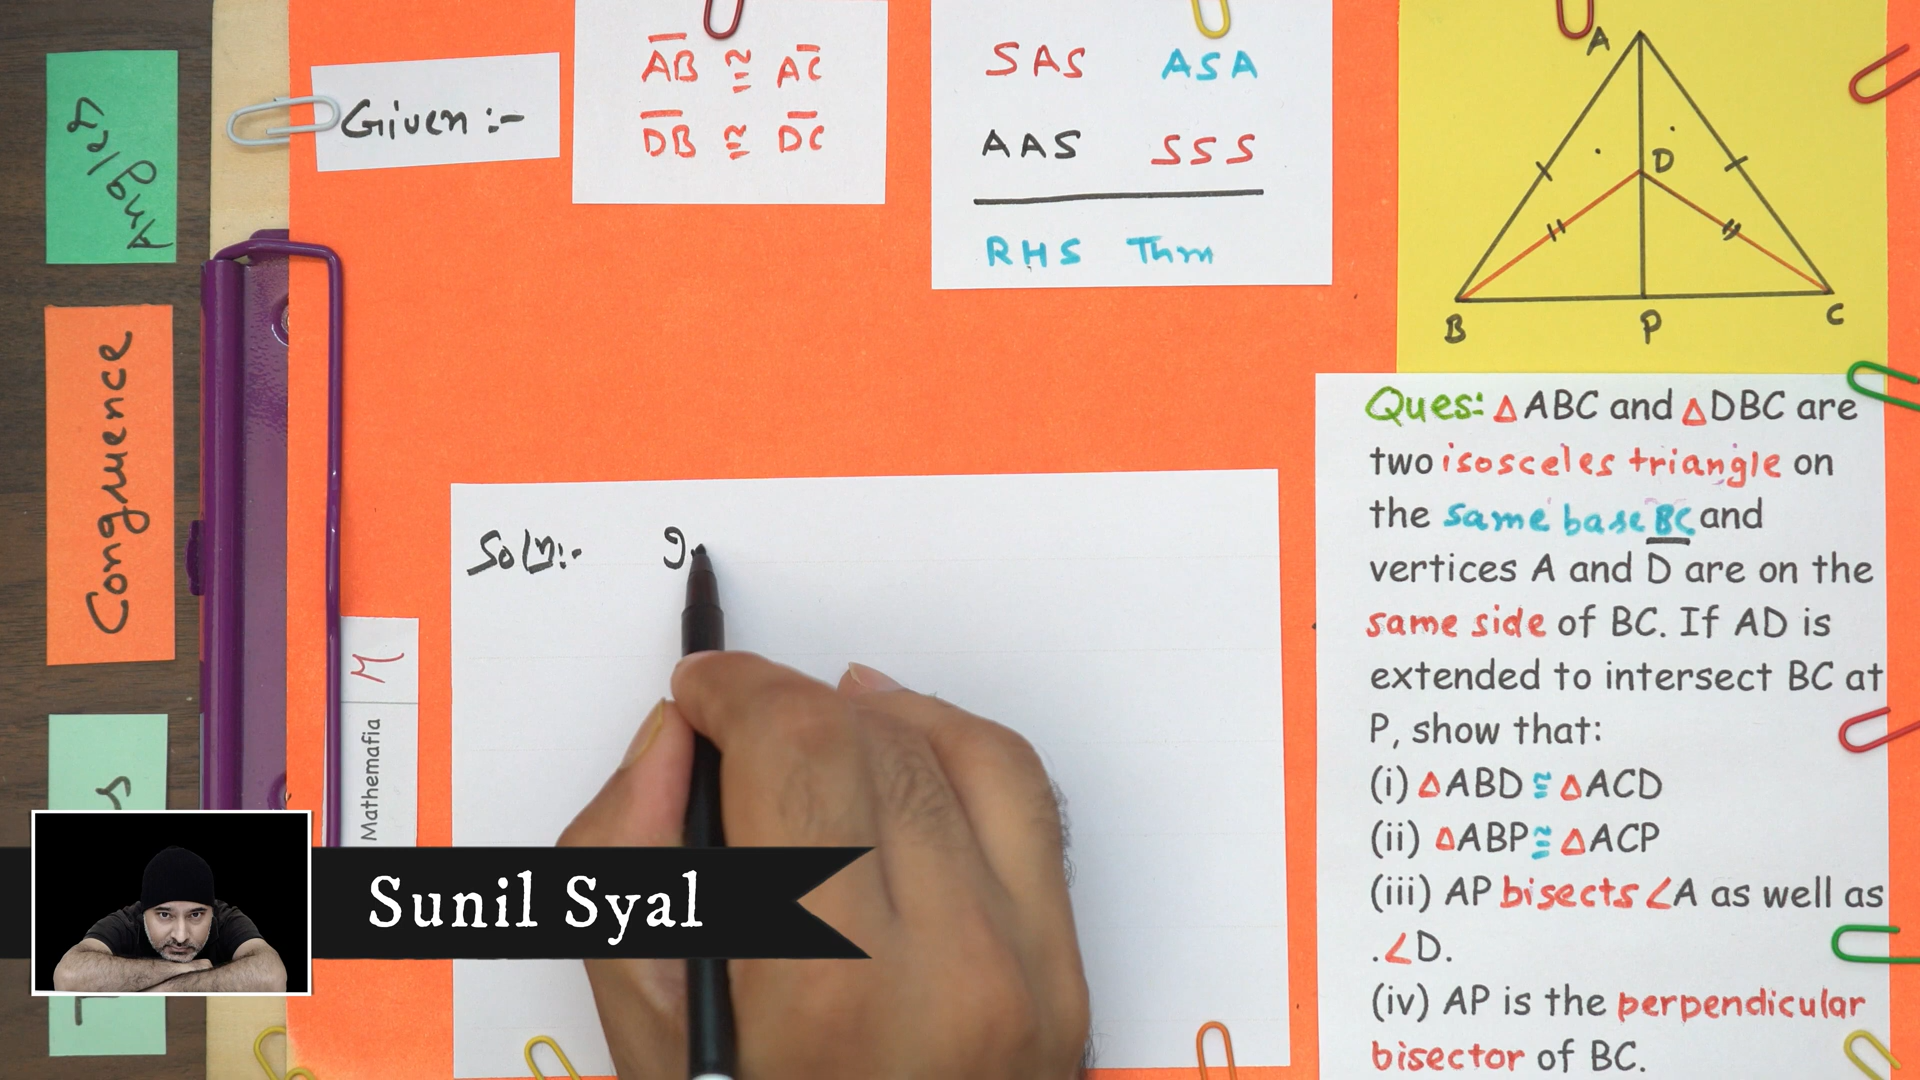 Angles
Congruence
Given :-
AB ≅ AC
DB ≅ DC
SAS ASA
AAS SSS
RHS Thm
A
D
B P C
Ques: △ABC and △DBC are
two isosceles triangle on
the same base BC and
vertices A and D are on the
same side of BC. If AD is
extended to intersect BC at
P, show that:
(i) △ABD ≅ △ACD
(ii) △ABP ≅ △ACP
(iii) AP bisects ∠A as well as
.∠D.
(iv) AP is the perpendicular
bisector of BC.
Soln:-
M
Mathemafia
Sunil Syal